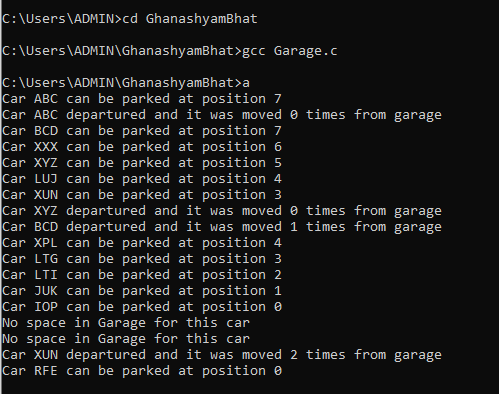 C:\Users\ADMIN>cd GhanashyamBhat
C:\Users\ADMIN\GhanashyamBhat>gcc Garage.c
C:\Users\ADMIN\GhanashyamBhat>a
Car ABC can be parked at position 7
Car ABC departured and it was moved 0 times from garage
Car BCD can be parked at position 7
Car XXX can be parked at position 6
Car XYZ can be parked at position 5
Car LUJ can be parked at position 4
Car XUN can be parked at position 3
Car XYZ departured and it was moved 0 times from garage
Car BCD departured and it was moved 1 times from garage
Car XPL can be parked at position 4
Car LTG can be parked at position 3
Car LTI can be parked at position 2
Car JUK can be parked at position 1
Car IOP can be parked at position 0
No space in Garage for this car
No space in Garage for this car
Car XUN departured and it was moved 2 times from garage
Car RFE can be parked at position 0